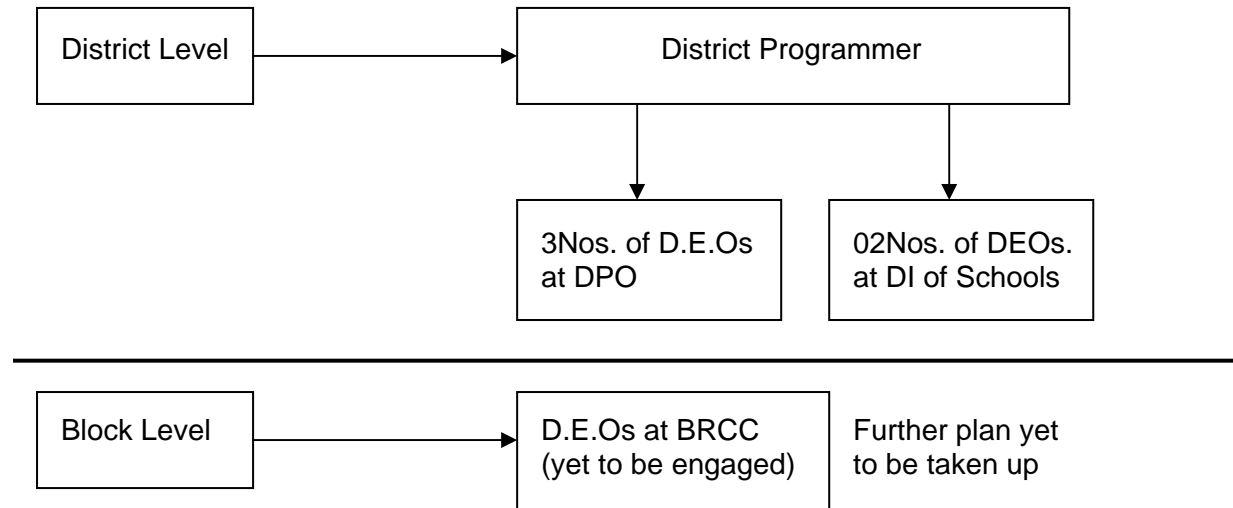 District Level
District Programmer
3Nos. of D.E.Os
at DPO
02Nos. of DEOs.
at DI of Schools
Block Level
D.E.Os at BRCC
(yet to be engaged)
Further plan yet
to be taken up